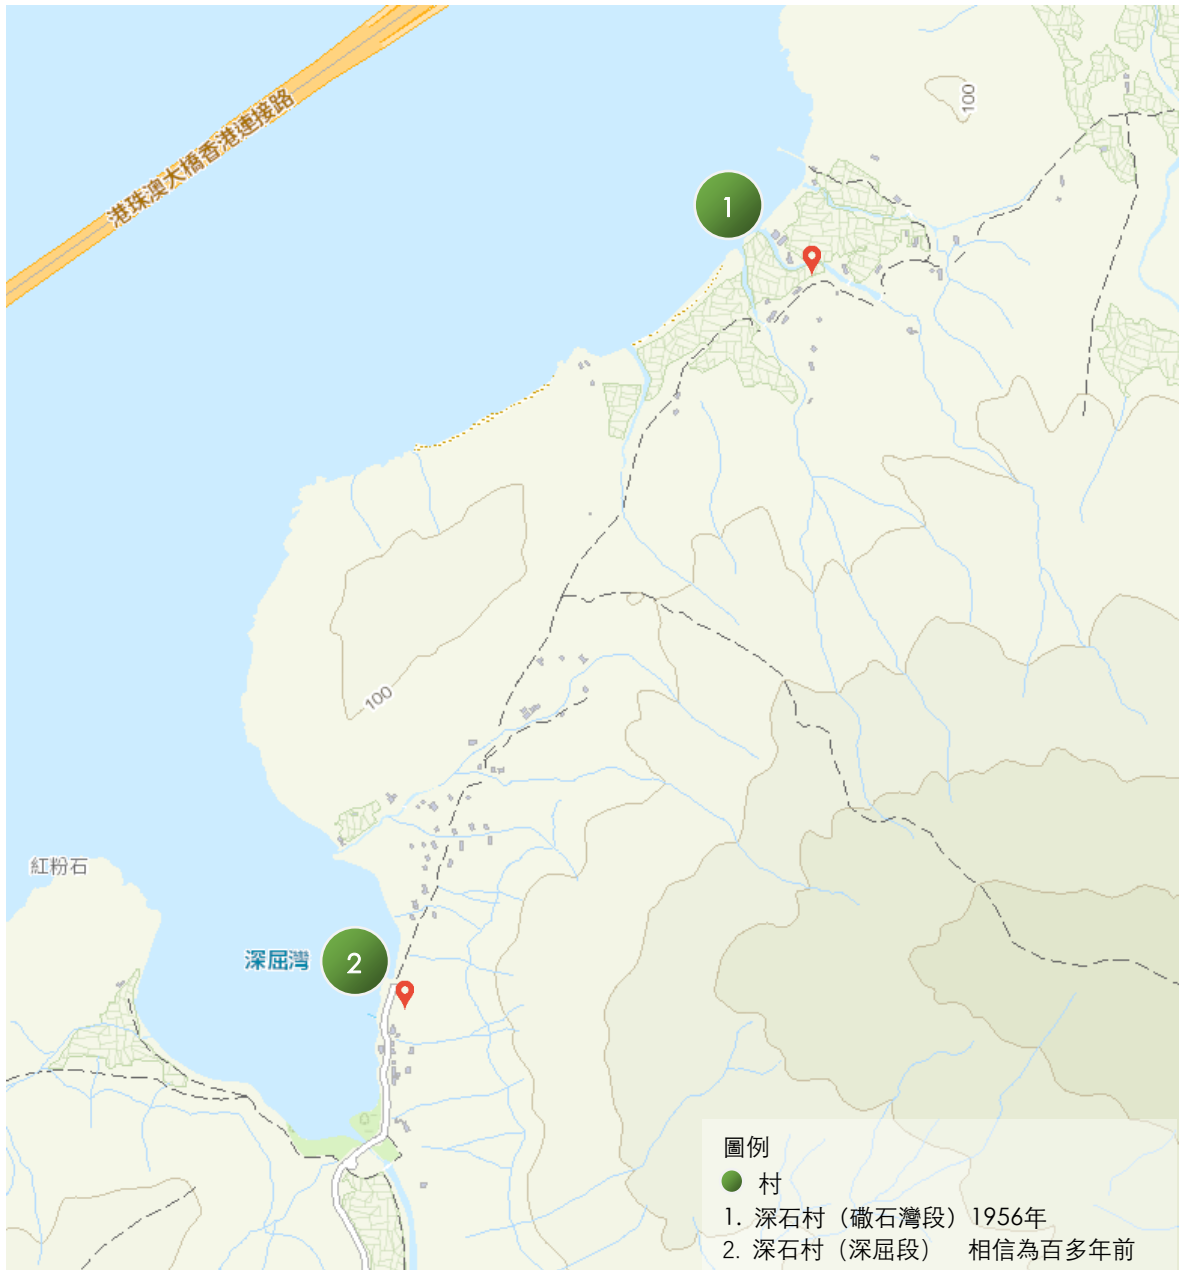 港珠澳大橋香港連接路
100
1
100
紅粉石
深屈灣
2
圖例
村
1. 深石村（䃟石灣段）1956年
2. 深石村（深屈段） 相信為百多年前